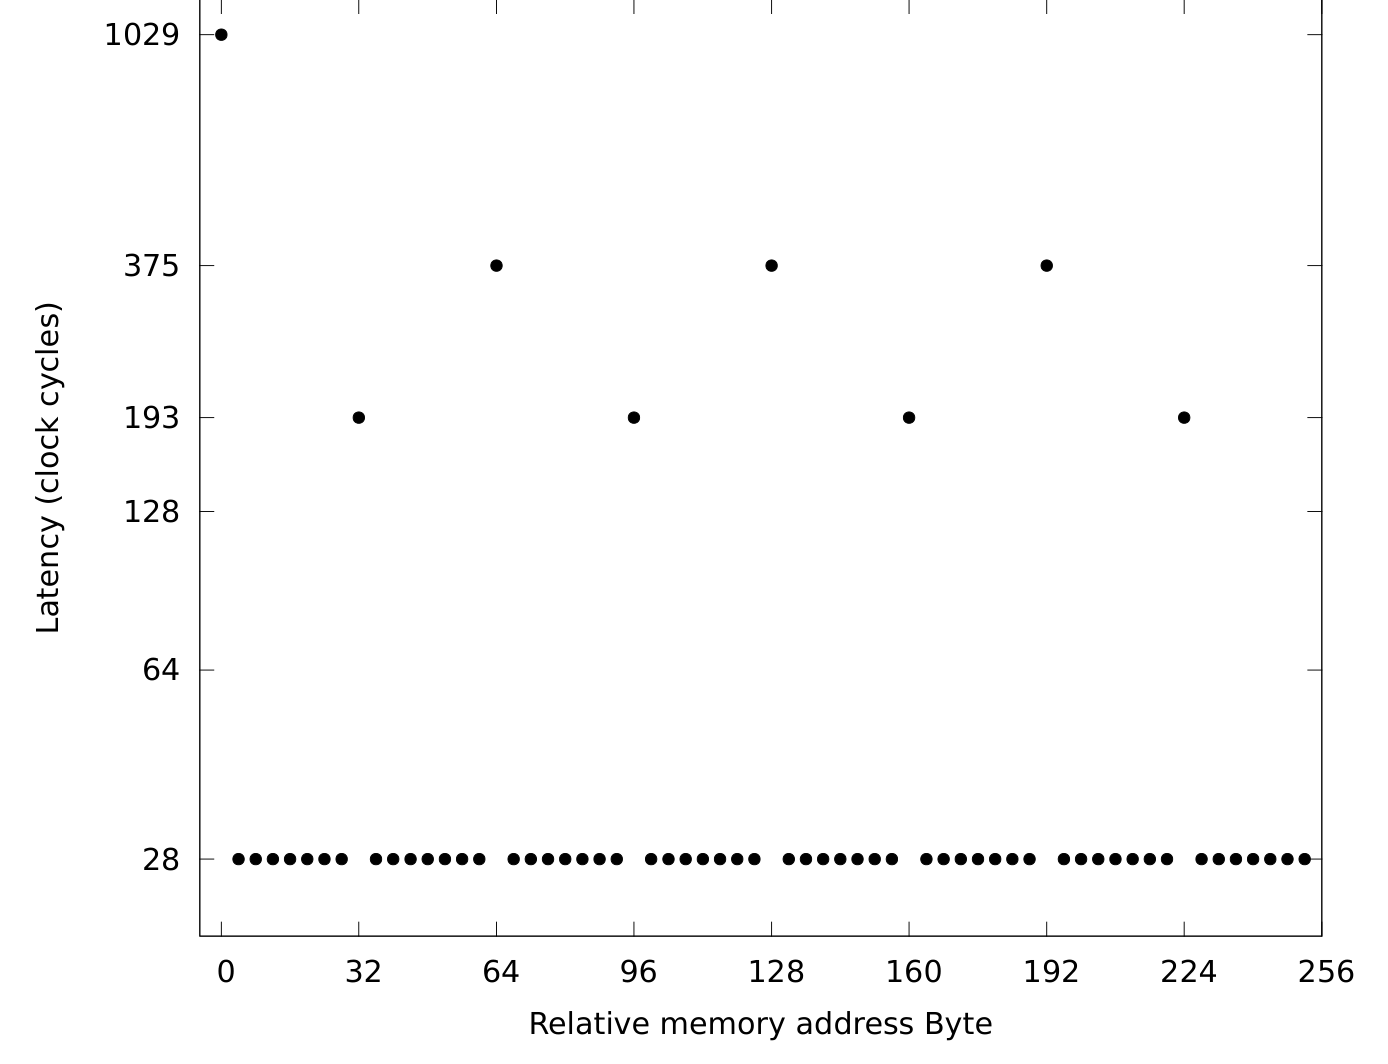 1029
375
193
128
64
28
Latency (clock cycles)
0 32 64 96 128 160 192 224 256
Relative memory address Byte